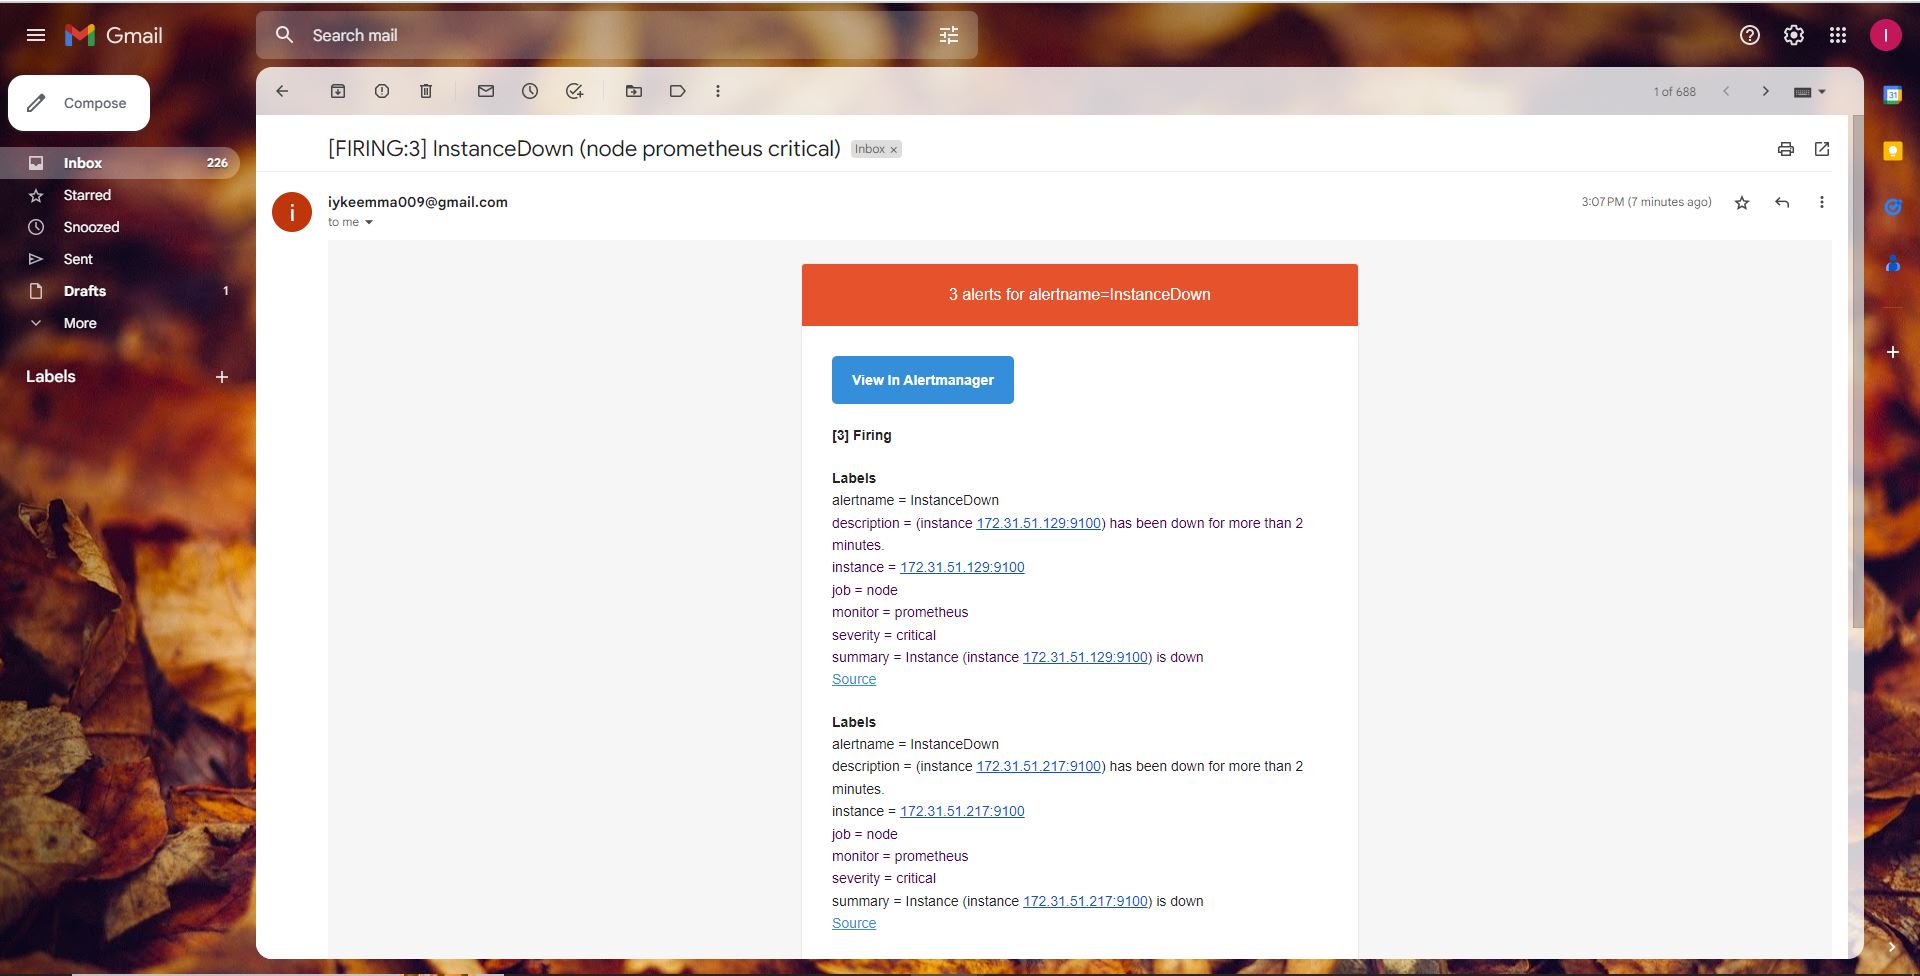 Gmail
Search mail
Compose
1 of 688
31
Inbox 226
Starred
Snoozed
Sent
Drafts 1
More
Labels
[FIRING:3] InstanceDown (node prometheus critical) Inbox ×
i
iykeemma009@gmail.com
to me
3:07 PM (7 minutes ago)
3 alerts for alertname=InstanceDown
View In Alertmanager
[3] Firing
Labels
alertname = InstanceDown
description = (instance 172.31.51.129:9100) has been down for more than 2
minutes.
instance = 172.31.51.129:9100
job = node
monitor = prometheus
severity = critical
summary = Instance (instance 172.31.51.129:9100) is down
Source
Labels
alertname = InstanceDown
description = (instance 172.31.51.217:9100) has been down for more than 2
minutes.
instance = 172.31.51.217:9100
job = node
monitor = prometheus
severity = critical
summary = Instance (instance 172.31.51.217:9100) is down
Source
I